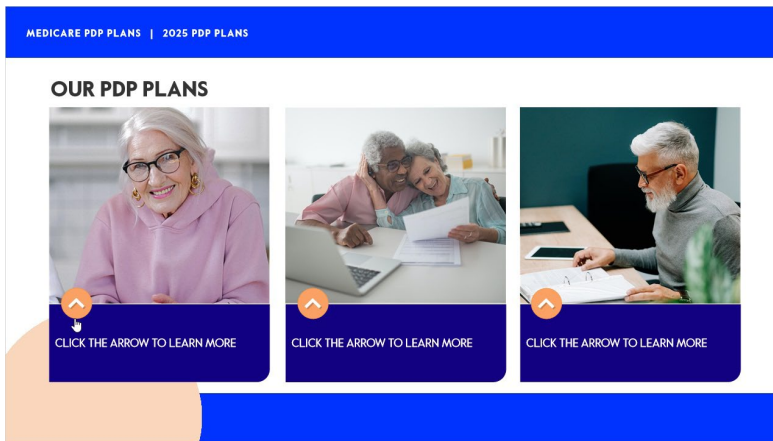 MEDICARE PDP PLANS | 2025 PDP PLANS
OUR PDP PLANS
CLICK THE ARROW TO LEARN MORE
CLICK THE ARROW TO LEARN MORE
CLICK THE ARROW TO LEARN MORE